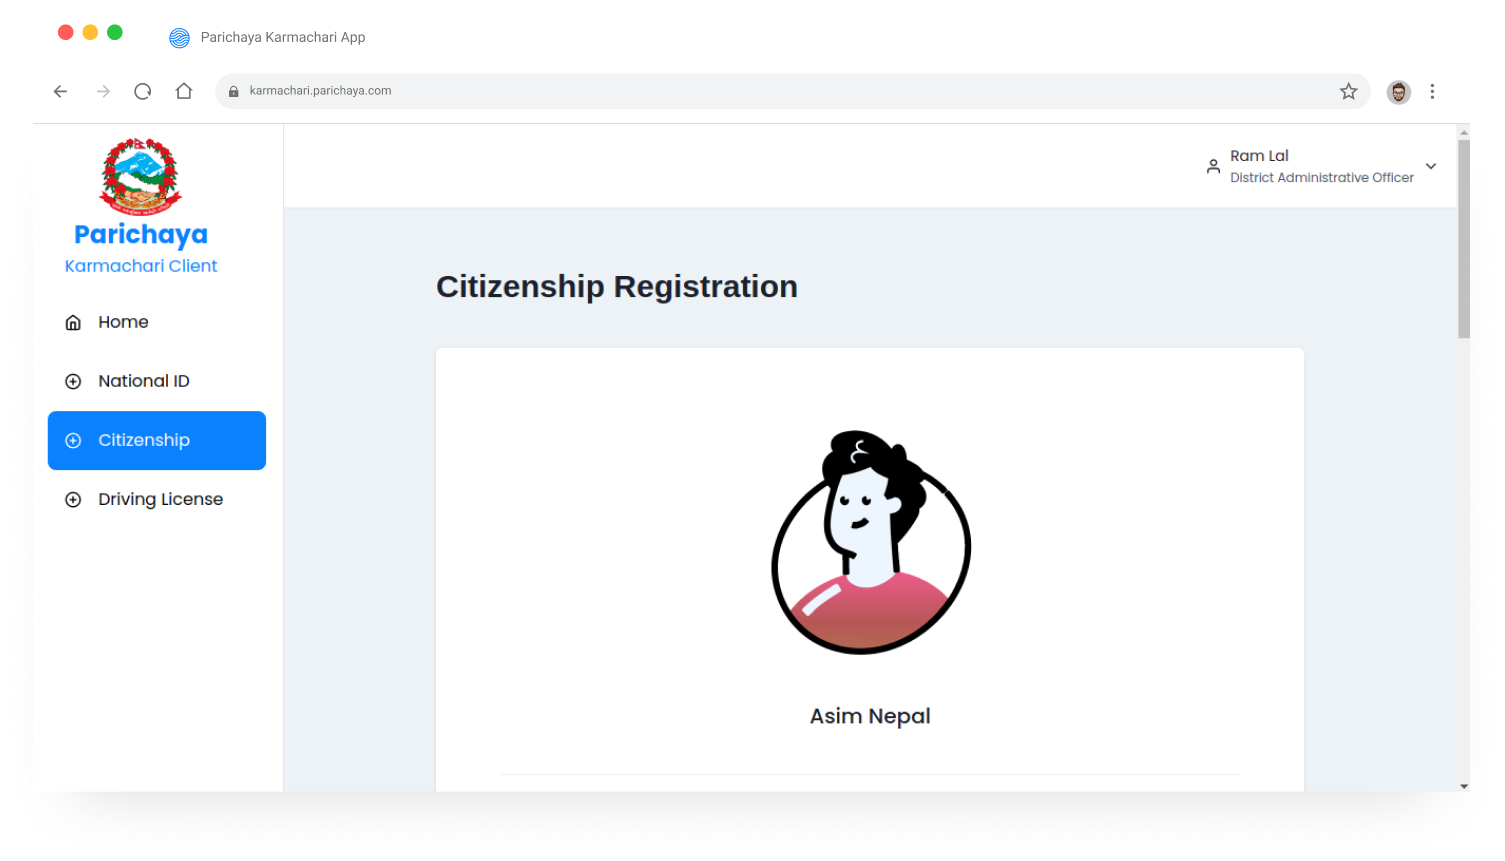 Parichaya Karmachari App
karmachari.parichaya.com
Parichaya
Karmachari Client
Home
National ID
Citizenship
Driving License
Ram Lal
District Administrative Officer
Citizenship Registration
Asim Nepal